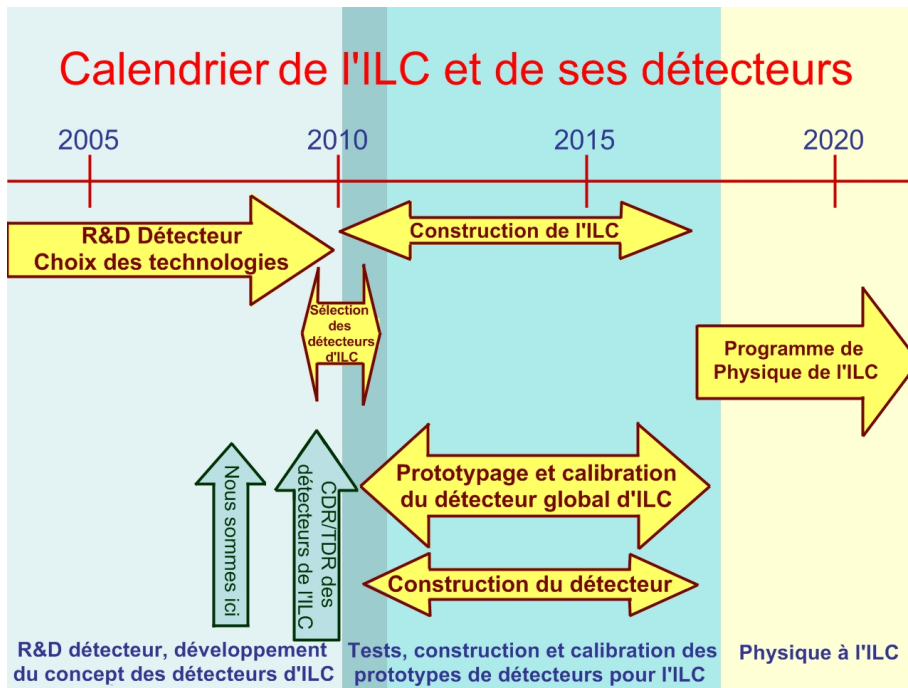 Calendrier de l'ILC et de ses détecteurs
2005
2010
2015
2020
R&D Détecteur
Choix des technologies
Construction de l'ILC
Sélection
des
détecteurs
d'ILC
Programme de
Physique de l'ILC
Nous sommes ici
CDR/TDR des
détecteurs de l'ILC
Prototypage et calibration
du détecteur global d'ILC
Construction du détecteur
R&D détecteur, développement
du concept des détecteurs d'ILC
Tests, construction et calibration des
prototypes de détecteurs pour l'ILC
Physique à l'ILC